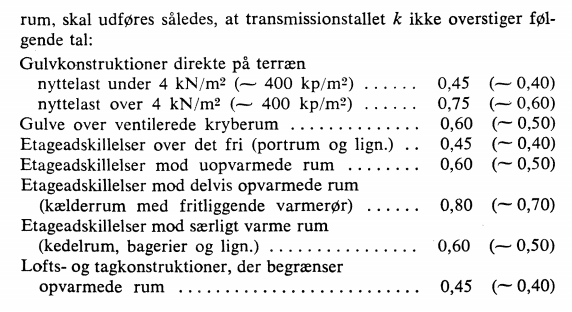 rum, skal udføres således, at transmissionstallet k ikke overstiger føl-
gende tal:
Gulvkonstruktioner direkte på terræn
nyttelast under 4 kN/m² (∼ 400 kp/m²) ...... 0,45 (∼ 0,40)
nyttelast over 4 kN/m² (∼ 400 kp/m²) ...... 0,75 (∼ 0,60)
Gulve over ventilerede kryberum .............. 0,60 (∼ 0,50)
Etageadskillelser over det fri (portrum og lign.) .. 0,45 (∼ 0,40)
Etageadskillelser mod uopvarmede rum ........ 0,60 (∼ 0,50)
Etageadskillelser mod delvis opvarmede rum
(kælderrum med fritliggende varmerør) ...... 0,80 (∼ 0,70)
Etageadskillelser mod særligt varme rum
(kedelrum, bagerier og lign.) ................ 0,60 (∼ 0,50)
Lofts- og tagkonstruktioner, der begrænser
opvarmede rum .......................... 0,45 (∼ 0,40)